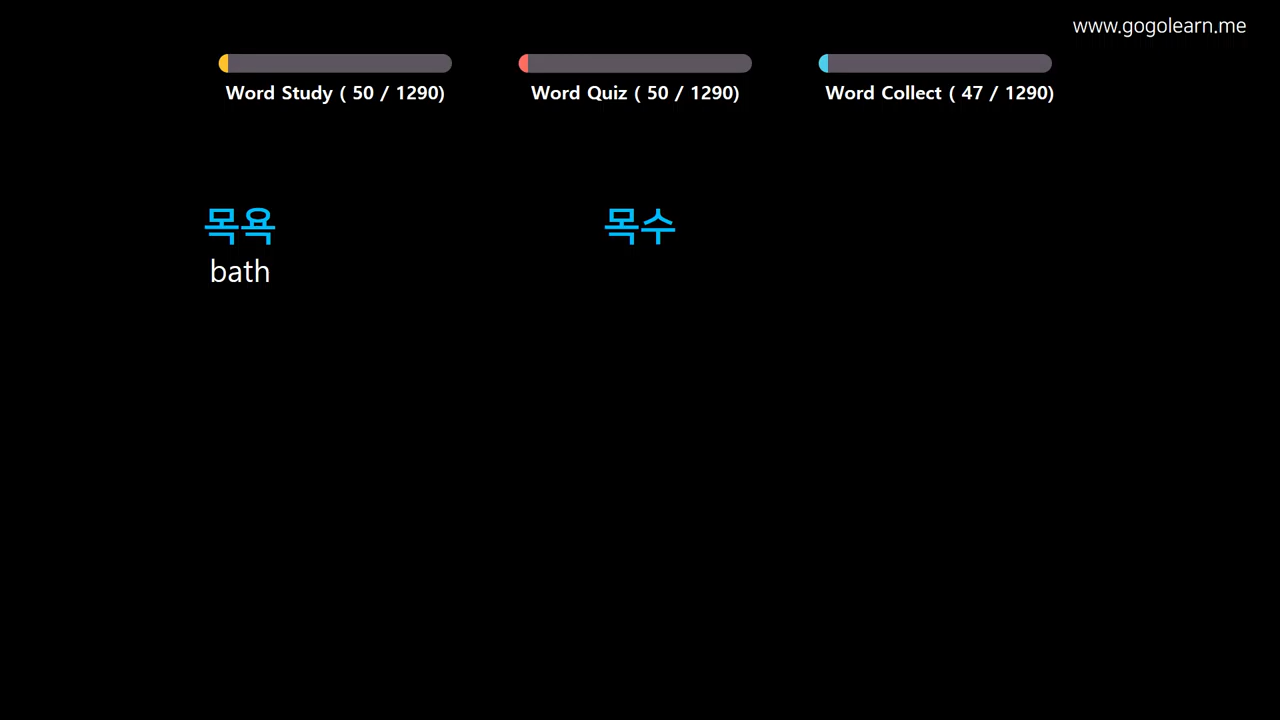 www.gogolearn.me
Word Study ( 50 / 1290)
Word Quiz ( 50 / 1290)
Word Collect ( 47 / 1290)
목욕
목수
bath